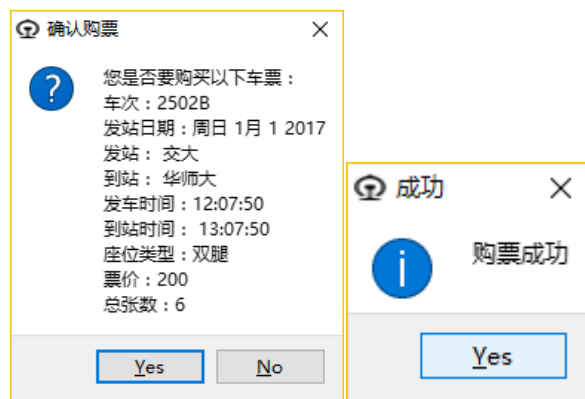 确认购票
您是否要购买以下车票：
车次：2502B
发站日期：周日 1月 1 2017
发站： 交大
到站： 华师大
发车时间：12:07:50
到站时间： 13:07:50
座位类型：双腿
票价：200
总张数：6
Yes
No
成功
购票成功
Yes